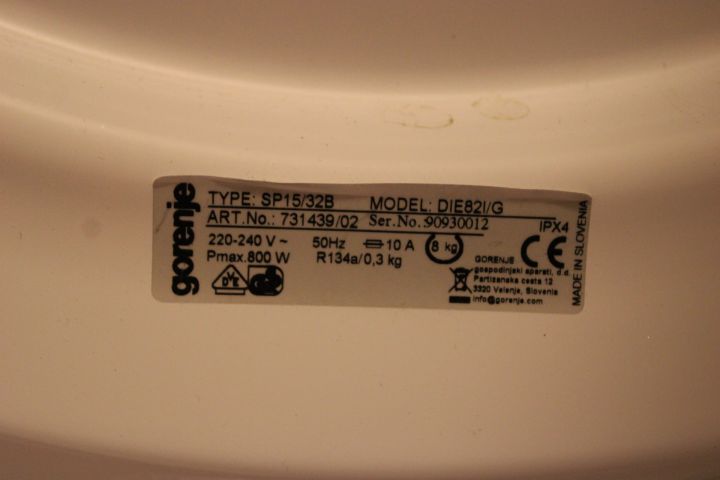 gorenje
TYPE: SP15/32B MODEL: DIE82I/G
ART.No.: 731439/02 Ser.No.:90930012
IPX4
220-240 V ~ 50Hz 10 A 8 kg
Pmax.800 W R134a/0,3 kg
DVE
CE
GORENJE
gospodinjski aparati, d.d.
Partizanska cesta 12
3320 Velenje, Slovenia
info@gorenje.com
MADE IN SLOVENIA